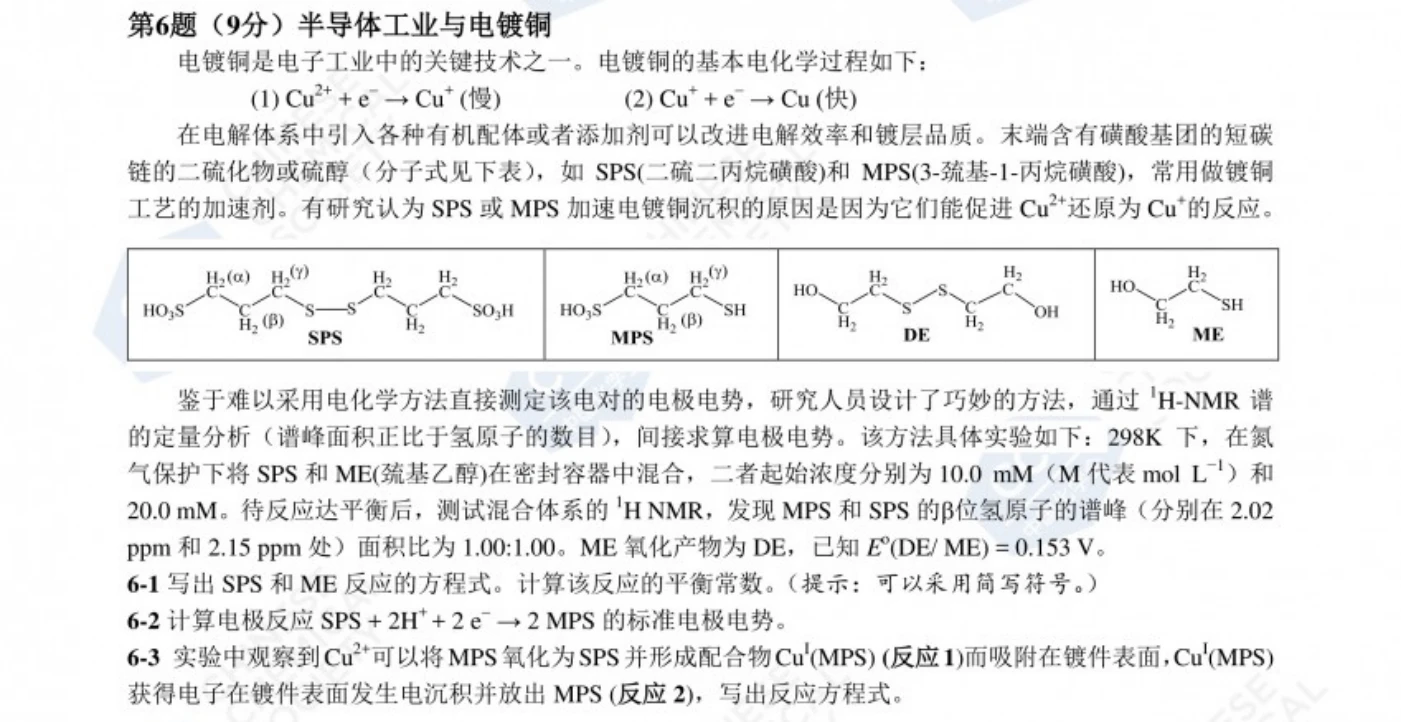 第6题（9分）半导体工业与电镀铜
电镀铜是电子工业中的关键技术之一。电镀铜的基本电化学过程如下：
(1) Cu²⁺ + e⁻ → Cu⁺ (慢) (2) Cu⁺ + e⁻ → Cu (快)
在电解体系中引入各种有机配体或者添加剂可以改进电解效率和镀层品质。末端含有磺酸基团的短碳
链的二硫化物或硫醇（分子式见下表），如 SPS(二硫二丙烷磺酸)和 MPS(3-巯基-1-丙烷磺酸)，常用做镀铜
工艺的加速剂。有研究认为 SPS 或 MPS 加速电镀铜沉积的原因是因为它们能促进 Cu²⁺还原为 Cu⁺的反应。
HO₃S H₂(α) C C H₂ (β) H₂(γ) C S S H₂ C C H₂ H₂ C SO₃H
SPS
HO₃S H₂(α) C C H₂ (β) H₂(γ) C SH
MPS
HO C H₂ H₂ C S S C H₂ H₂ C OH
DE
HO C H₂ H₂ C SH
ME
鉴于难以采用电化学方法直接测定该电对的电极电势，研究人员设计了巧妙的方法，通过 ¹H-NMR 谱
的定量分析（谱峰面积正比于氢原子的数目），间接求算电极电势。该方法具体实验如下：298K 下，在氮
气保护下将 SPS 和 ME(巯基乙醇)在密封容器中混合，二者起始浓度分别为 10.0 mM（M 代表 mol L⁻¹）和
20.0 mM。待反应达平衡后，测试混合体系的 ¹H NMR，发现 MPS 和 SPS 的β位氢原子的谱峰（分别在 2.02
ppm 和 2.15 ppm 处）面积比为 1.00:1.00。ME 氧化产物为 DE，已知 E°(DE/ ME) = 0.153 V。
6-1 写出 SPS 和 ME 反应的方程式。计算该反应的平衡常数。（提示：可以采用简写符号。）
6-2 计算电极反应 SPS + 2H⁺ + 2 e⁻ → 2 MPS 的标准电极电势。
6-3 实验中观察到 Cu²⁺可以将 MPS 氧化为 SPS 并形成配合物 Cuᴵ(MPS) (反应 1)而吸附在镀件表面，Cuᴵ(MPS)
获得电子在镀件表面发生电沉积并放出 MPS (反应 2)，写出反应方程式。